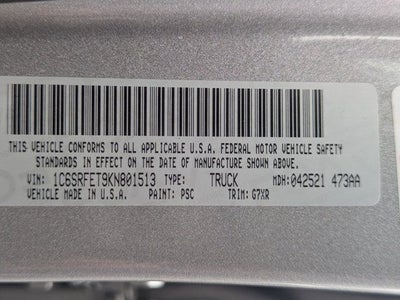 THIS VEHICLE CONFORMS TO ALL APPLICABLE U.S.A. FEDERAL MOTOR VEHICLE SAFETY
STANDARDS IN EFFECT ON THE DATE OF MANUFACTURE SHOWN ABOVE.
VIN: 1C6SRFET9KN801513 TYPE: TRUCK MDH: 042521 473AA
VEHICLE MADE IN U.S.A. PAINT: PSC TRIM: G7XR